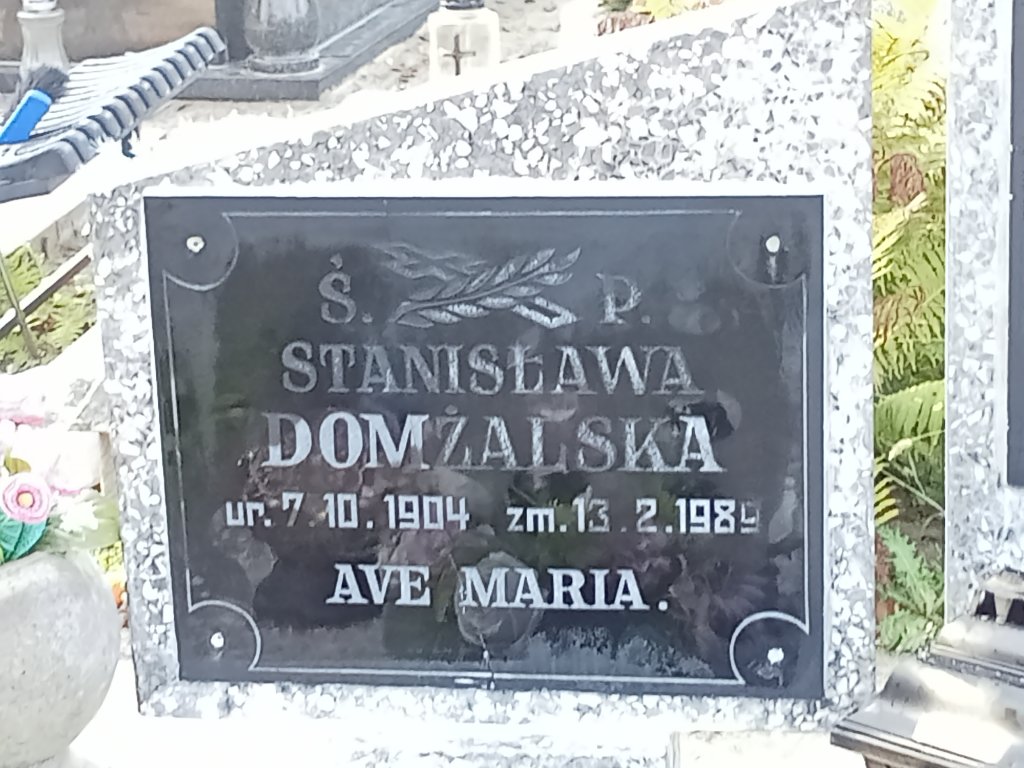 Ś. P.
STANISŁAWA
DOMŻALSKA
ur. 7.10.1904 zm. 13.2.1989
AVE MARIA.